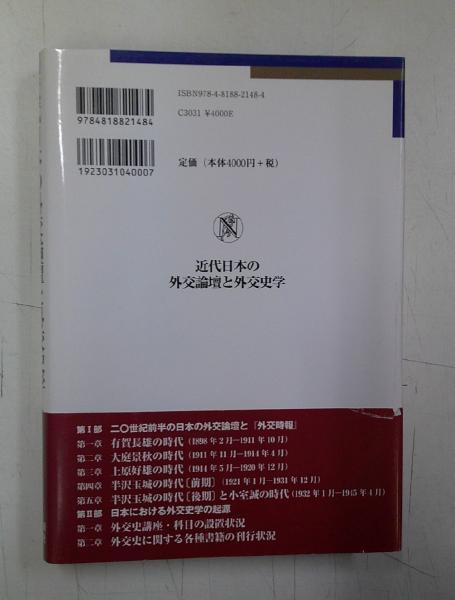 ISBN978-4-8188-2148-4
9784818821484
C3031 ¥4000E
1923031040007
定価（本体4000円＋税）
近代日本の
外交論壇と外交史学
第Ⅰ部 二〇世紀前半の日本の外交論壇と『外交時報』
第一章 有賀長雄の時代（1898年2月―1911年10月）
第二章 大庭景秋の時代（1911年11月―1914年4月）
第三章 上原好雄の時代（1914年5月―1920年12月）
第四章 半沢玉城の時代〔前期〕（1921年1月―1931年12月）
第五章 半沢玉城の時代〔後期〕と小室誠の時代（1932年1月―1945年4月）
第Ⅱ部 日本における外交史学の起源
第一章 外交史講座・科目の設置状況
第二章 外交史に関する各種書籍の刊行状況